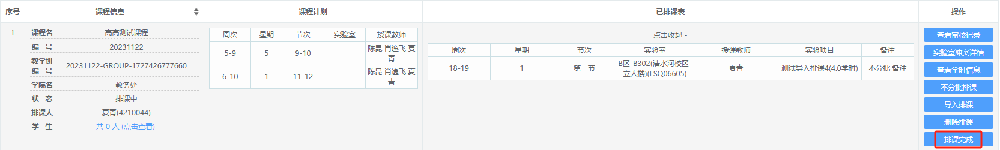 序号 课程信息 课程计划 已排课表 操作
1
课程名 高高测试课程
编 号 20231122
教学班编 号 20231122-GROUP-1727426777660
学院名 教务处
状 态 排课中
排课人 夏青(4210044)
学 生 共 0 人 (点击查看)
周次 星期 节次 实验室 授课教师
5-9 5 9-10 陈昆 肖逸飞 夏青
6-10 1 11-12 陈昆 肖逸飞 夏青
点击收起 -
周次 星期 节次 实验室 授课教师 实验项目 备注
18-19 1 第一节 B区-B302(清水河校区-立人楼)(LSQ06605) 夏青 测试导入排课4(4.0学时) 不分批 备注
查看审核记录
实验室冲突详情
查看学时信息
不分批排课
导入排课
删除排课
排课完成